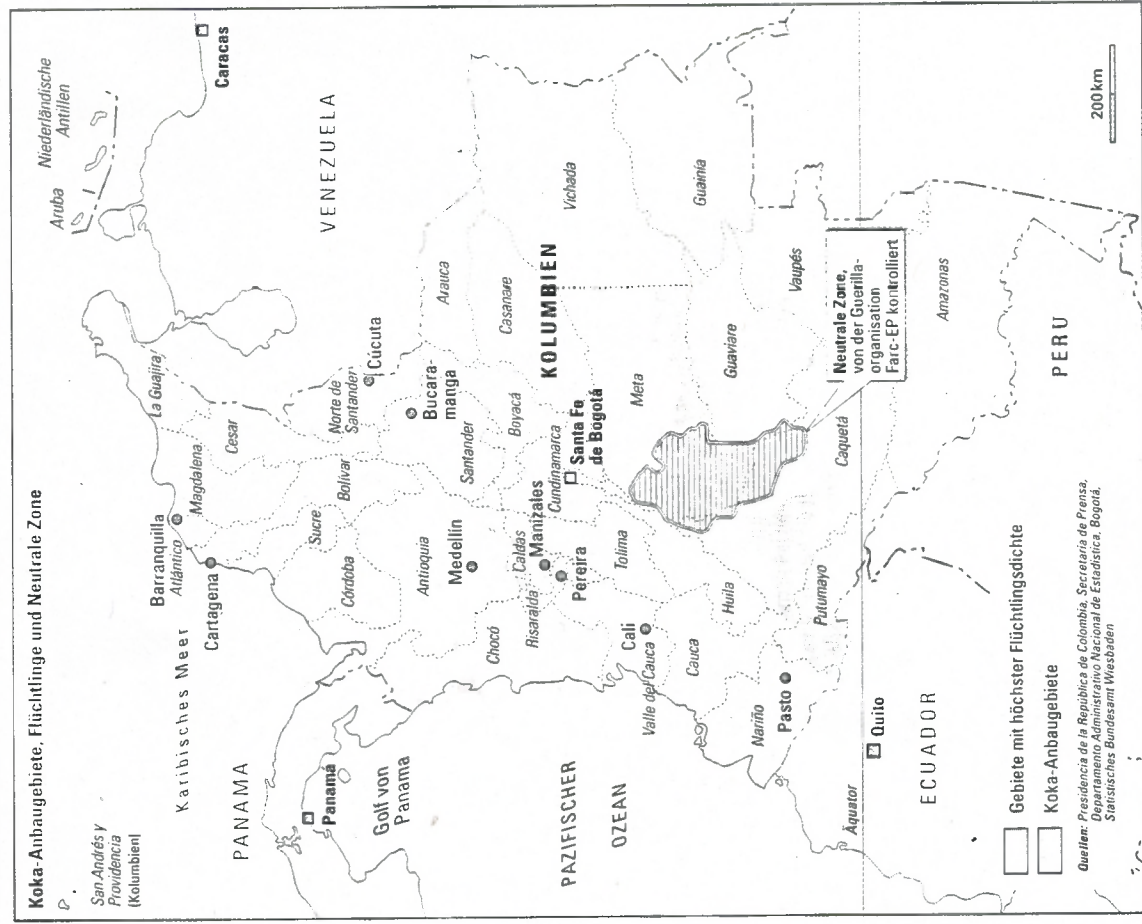 Koka-Anbaugebiete, Flüchtlinge und Neutrale Zone
San Andrés y
Providencia
(Kolumbien)
Karibisches Meer
PANAMA
Panamá
Golf von
Panama
PAZIFISCHER
OZEAN
Aruba
Niederländische
Antillen
Caracas
VENEZUELA
Barranquilla
Atlántico
Cartagena
Magdalena
La Guajira
Cesar
Sucre
Bolívar
Córdoba
Norte de
Santander
Cúcuta
Bucara-
manga
Antioquia
Medellín
Santander
Arauca
Boyacá
Casanare
Chocó
Risaralda
Caldas
Manizales
Pereira
Cundinamarca
Santa Fe
de Bogotá
KOLUMBIEN
Vichada
Tolima
Meta
Cali
Valle del Cauca
Cauca
Huila
Guaviare
Guainía
Nariño
Pasto
Putumayo
Caquetá
Vaupés
Neutrale Zone,
von der Guerilla-
organisation
Farc-EP kontrolliert
Amazonas
Äquator
Quito
ECUADOR
PERU
Gebiete mit höchster Flüchtlingsdichte
Koka-Anbaugebiete
Quellen: Presidencia de la República de Colombia, Secretaria de Prensa,
Departamento Administrativo Nacional de Estadística, Bogotá,
Statistisches Bundesamt Wiesbaden
200km